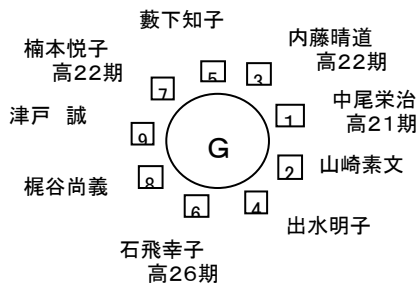 藪下知子
内藤晴道
高22期
楠本悦子
高22期
5
3
7
中尾栄治
高21期
1
津戸 誠
9
G
2
山崎素文
梶谷尚義
8
6
4
出水明子
石飛幸子
高26期